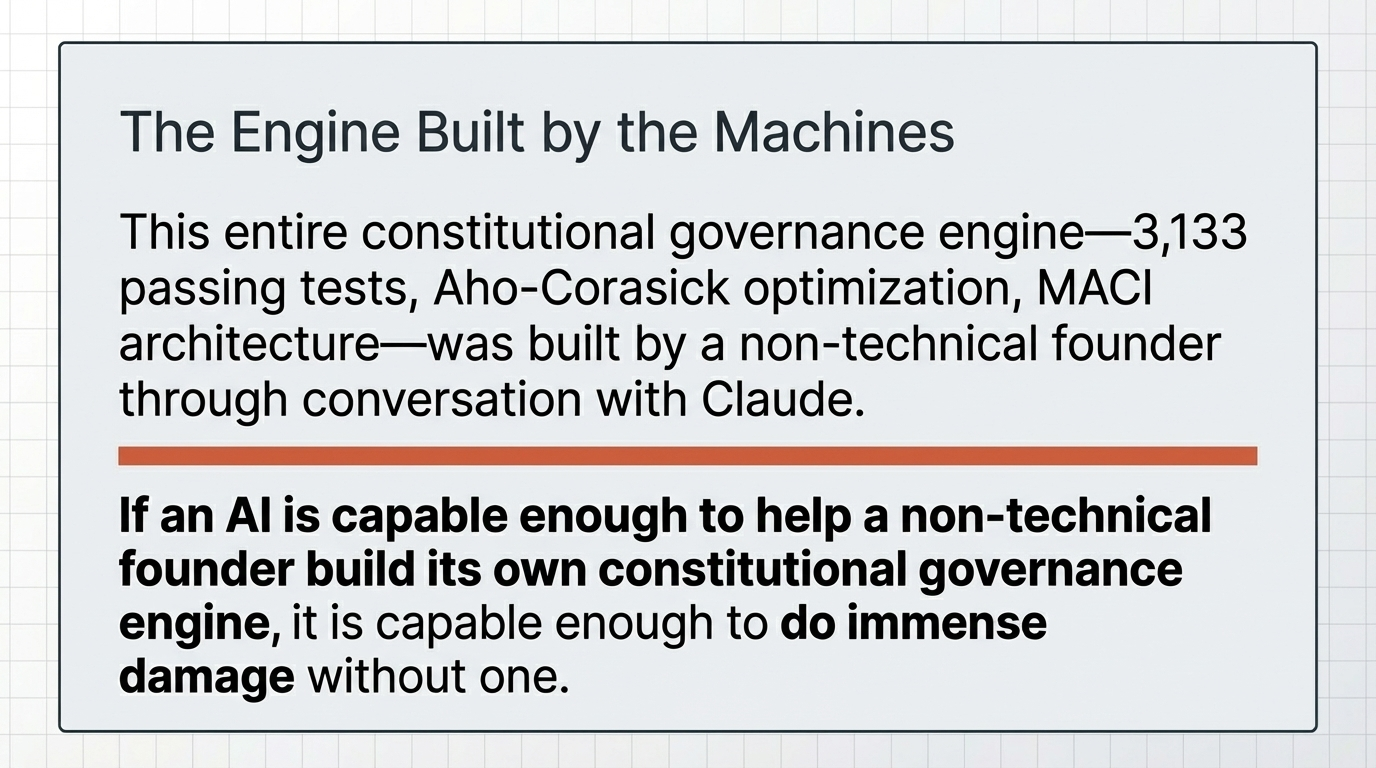 The Engine Built by the Machines
This entire constitutional governance engine—3,133
passing tests, Aho-Corasick optimization, MACI
architecture—was built by a non-technical founder
through conversation with Claude.
If an AI is capable enough to help a non-technical
founder build its own constitutional governance
engine, it is capable enough to do immense
damage without one.